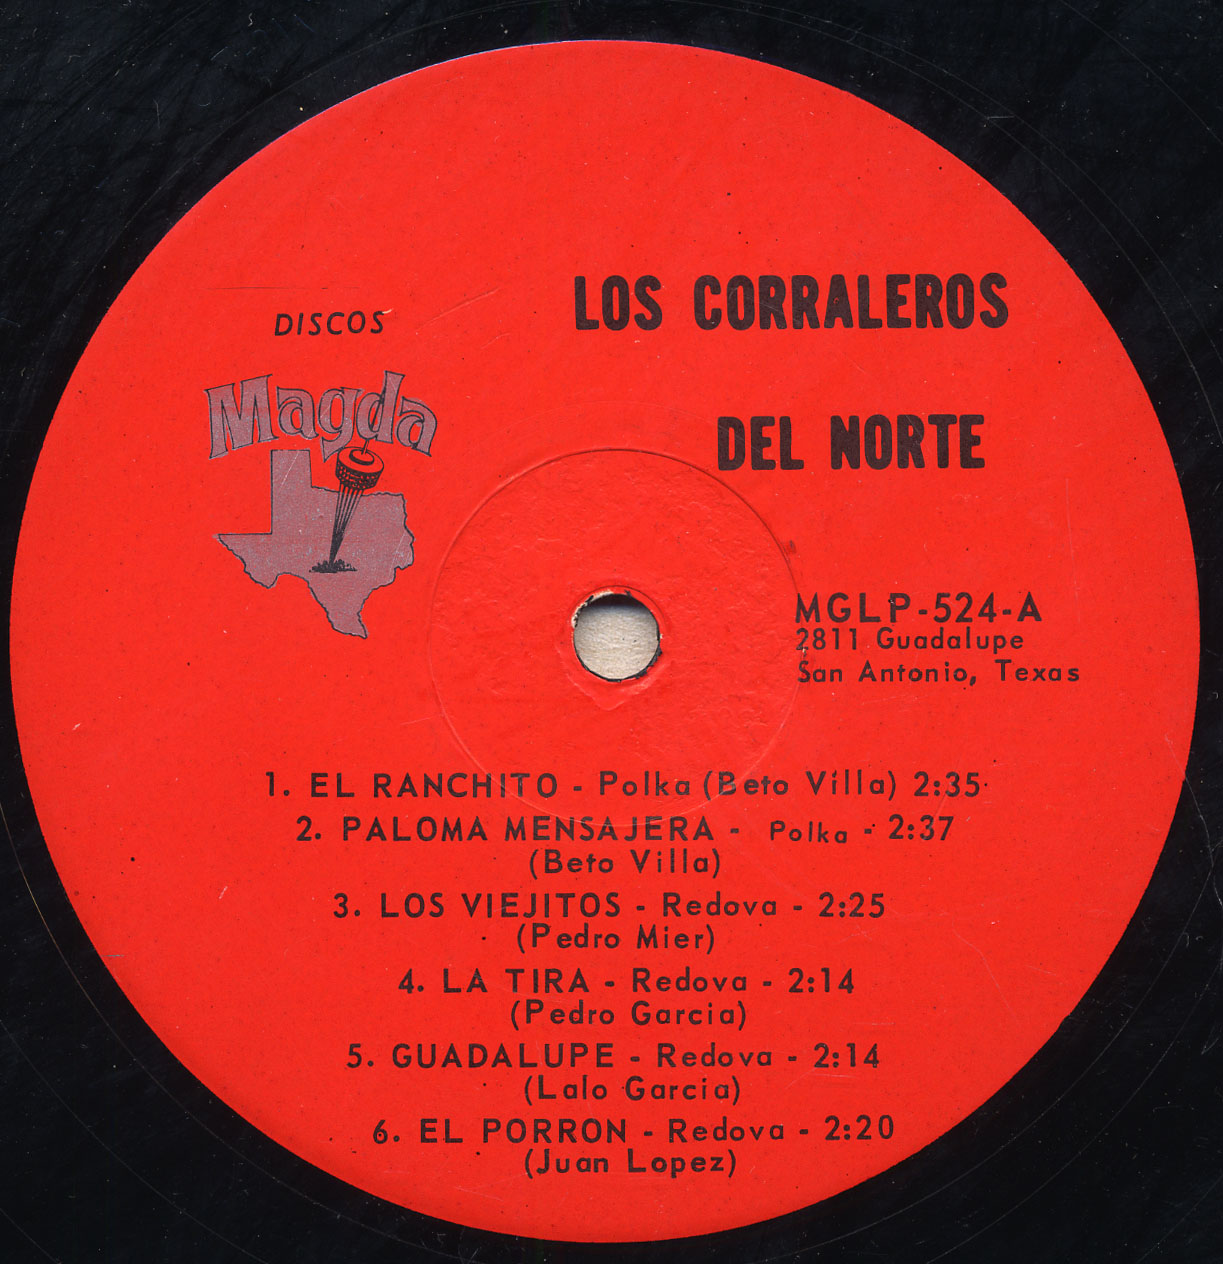 DISCOS
Magda
LOS CORRALEROS
DEL NORTE
MGLP-524-A
2811 Guadalupe
San Antonio, Texas
1. EL RANCHITO - Polka (Beto Villa) 2:35
2. PALOMA MENSAJERA - Polka - 2:37
(Beto Villa)
3. LOS VIEJITOS - Redova - 2:25
(Pedro Mier)
4. LA TIRA - Redova - 2:14
(Pedro Garcia)
5. GUADALUPE - Redova - 2:14
(Lalo Garcia)
6. EL PORRON - Redova - 2:20
(Juan Lopez)